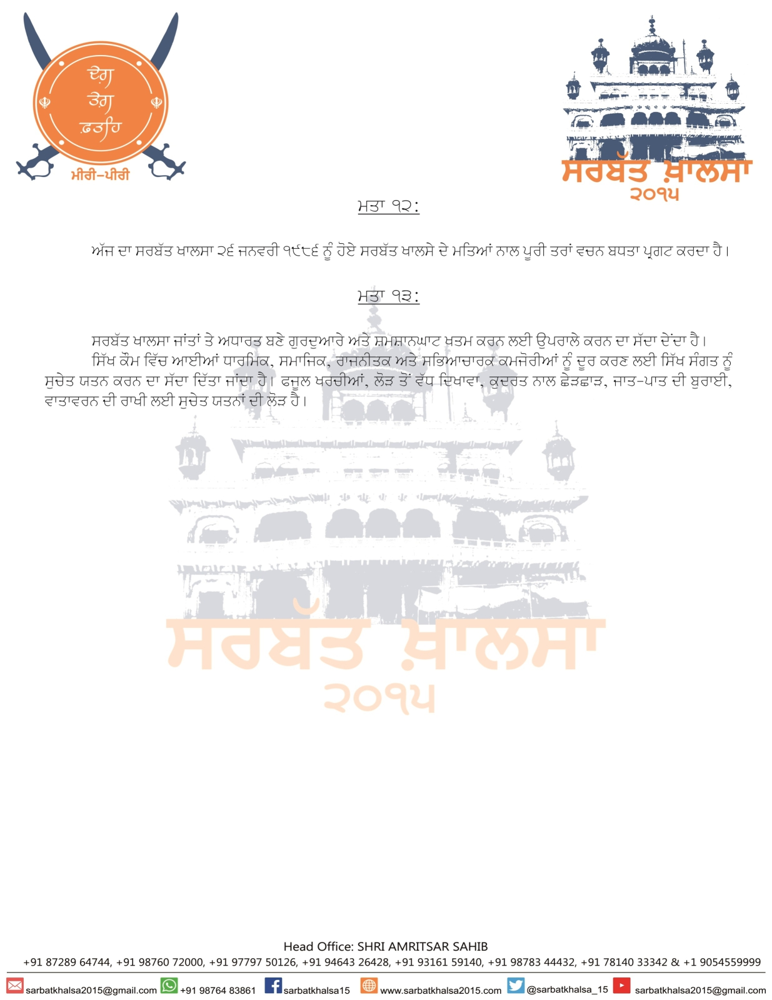 ਦੇਗ਼
ਤੇਗ਼
ਫ਼ਤਹਿ
ਮੀਰੀ-ਪੀਰੀ
ਸਰਬੱਤ ਖ਼ਾਲਸਾ
੨੦੧੫
ਮਤਾ ੧੨:
ਅੱਜ ਦਾ ਸਰਬੱਤ ਖਾਲਸਾ ੨੬ ਜਨਵਰੀ ੧੯੮੬ ਨੂੰ ਹੋਏ ਸਰਬੱਤ ਖਾਲਸੇ ਦੇ ਮਤਿਆਂ ਨਾਲ ਪੂਰੀ ਤਰਾਂ ਵਚਨ ਬਧਤਾ ਪ੍ਰਗਟ ਕਰਦਾ ਹੈ।
ਮਤਾ ੧੩:
ਸਰਬੱਤ ਖਾਲਸਾ ਜਾਂਤਾਂ ਤੇ ਅਧਾਰਤ ਬਣੇ ਗੁਰਦੁਆਰੇ ਅਤੇ ਸ਼ਮਸ਼ਾਨਘਾਟ ਖਤਮ ਕਰਨ ਲਈ ਉਪਰਾਲੇ ਕਰਨ ਦਾ ਸੱਦਾ ਦੇਂਦਾ ਹੈ।
ਸਿੱਖ ਕੌਮ ਵਿੱਚ ਆਈਆਂ ਧਾਰਮਿਕ, ਸਮਾਜਿਕ, ਰਾਜਨੀਤਕ ਅਤੇ ਸਭਿਆਚਾਰਕ ਕਮਜੋਰੀਆਂ ਨੂੰ ਦੂਰ ਕਰਣ ਲਈ ਸਿੱਖ ਸੰਗਤ ਨੂੰ
ਸੁਚੇਤ ਯਤਨ ਕਰਨ ਦਾ ਸੱਦਾ ਦਿੱਤਾ ਜਾਂਦਾ ਹੈ। ਫਜੂਲ ਖਰਚੀਆਂ, ਲੋੜ ਤੋਂ ਵੱਧ ਦਿਖਾਵਾ, ਕੁਦਰਤ ਨਾਲ ਛੇੜਛਾੜ, ਜਾਤ-ਪਾਤ ਦੀ ਬੁਰਾਈ,
ਵਾਤਾਵਰਨ ਦੀ ਰਾਖੀ ਲਈ ਸੁਚੇਤ ਯਤਨਾਂ ਦੀ ਲੋੜ ਹੈ।
ਸਰਬੱਤ ਖ਼ਾਲਸਾ
੨੦੧੫
Head Office: SHRI AMRITSAR SAHIB
+91 87289 64744, +91 98760 72000, +91 97797 50126, +91 94643 26428, +91 93161 59140, +91 98783 44432, +91 78140 33342 & +1 9054559999
sarbatkhalsa2015@gmail.com +91 98764 83861 sarbatkhalsa15 www.sarbatkhalsa2015.com @sarbatkhalsa_15 sarbatkhalsa2015@gmail.com